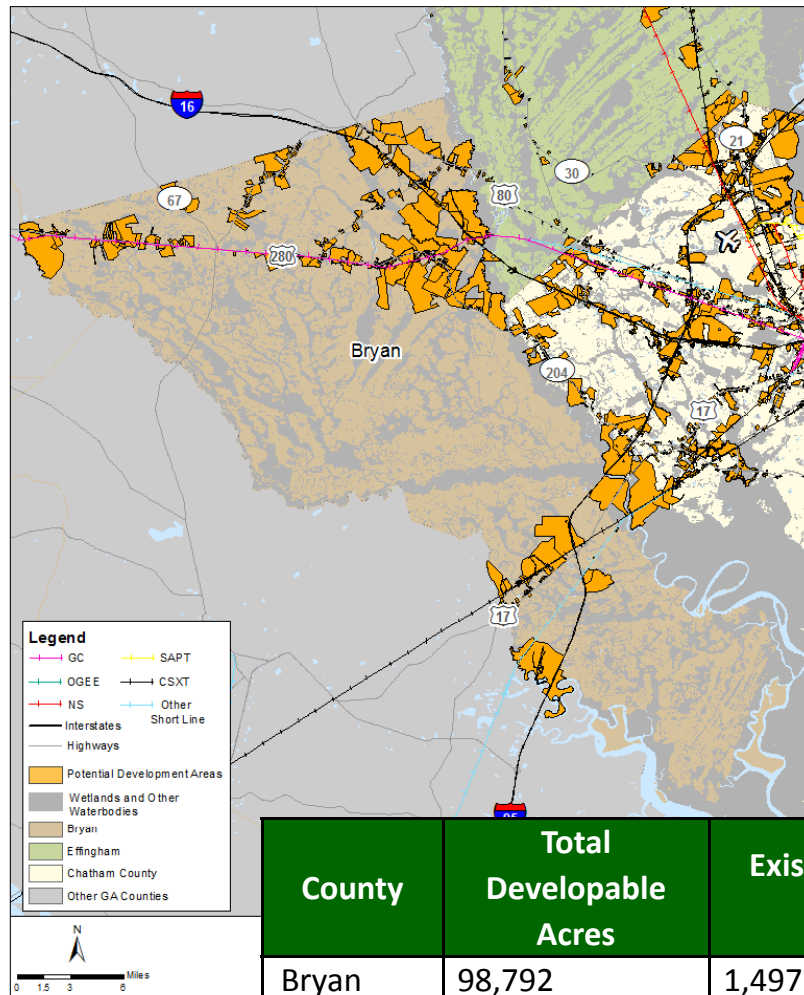 16
21
30
80
67
280
Bryan
204
17
17
Legend
GC SAPT
OGEE CSXT
NS Other
Short Line
Interstates
Highways
Potential Development Areas
Wetlands and Other
Waterbodies
Bryan
Effingham
Chatham County
Other GA Counties
N
Miles
0 1.5 3 6
County
Total
Developable
Acres
Bryan 98,792 1,497